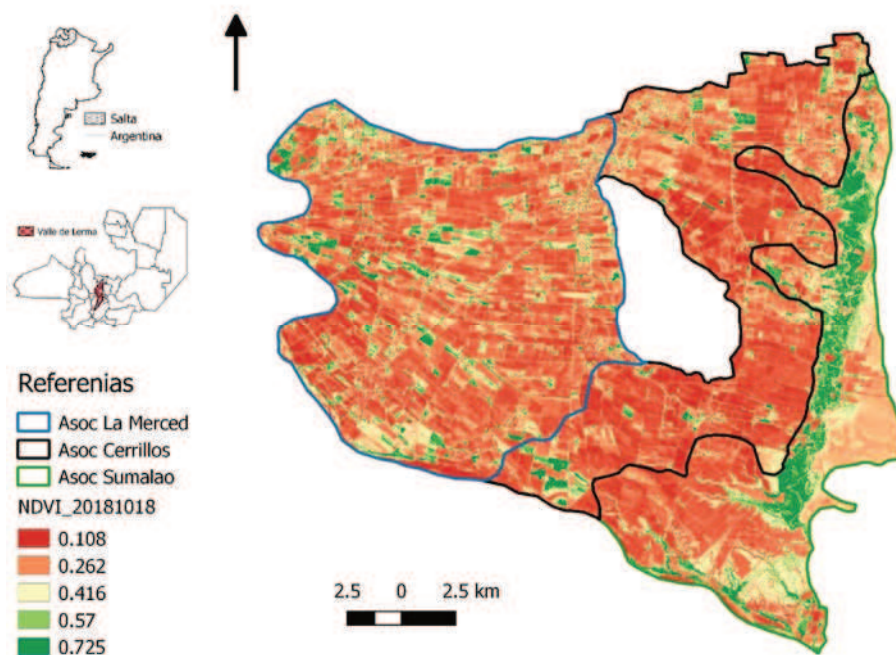 Salta
Argentina
Valle de Lerma
Referenias
Asoc La Merced
Asoc Cerrillos
Asoc Sumalao
NDVI_20181018
0.108
0.262
0.416
0.57
0.725
2.5 0 2.5 km